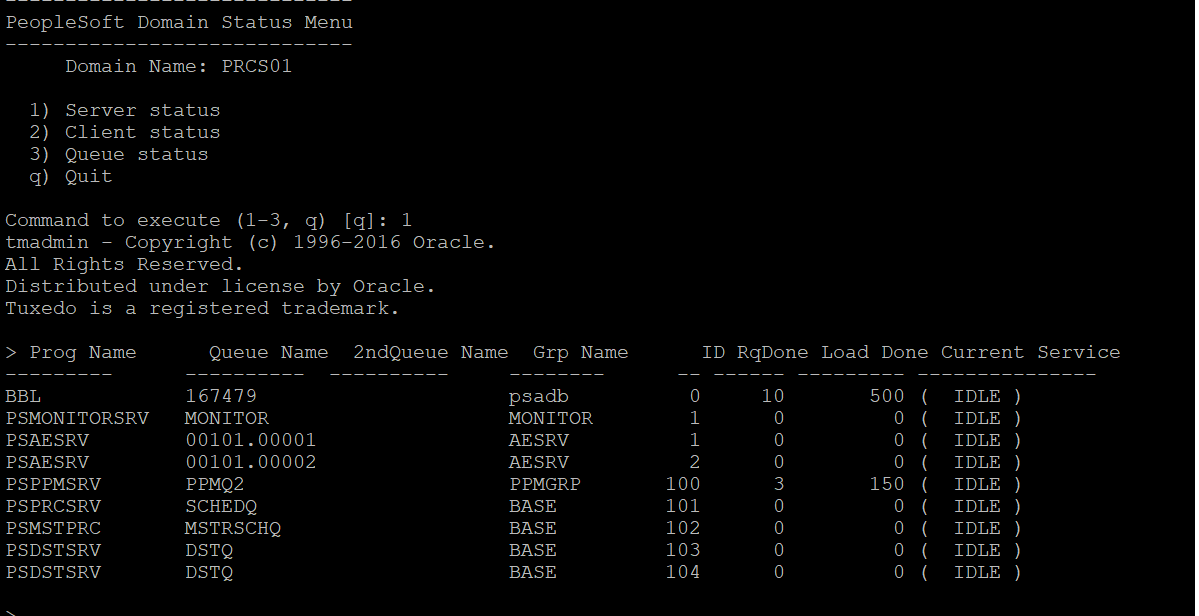 ----------------------------
PeopleSoft Domain Status Menu
-----------------------------
     Domain Name: PRCS01
  1) Server status
  2) Client status
  3) Queue status
  q) Quit
Command to execute (1-3, q) [q]: 1
tmadmin - Copyright (c) 1996-2016 Oracle.
All Rights Reserved.
Distributed under license by Oracle.
Tuxedo is a registered trademark.
> Prog Name      Queue Name  2ndQueue Name  Grp Name      ID RqDone Load Done Current Service
---------      ----------  ----------     --------      -- ------ --------- ---------------
BBL            167479                     psadb          0     10       500 (  IDLE )
PSMONITORSRV   MONITOR                    MONITOR        1      0         0 (  IDLE )
PSAESRV        00101.00001                AESRV          1      0         0 (  IDLE )
PSAESRV        00101.00002                AESRV          2      0         0 (  IDLE )
PSPPMSRV       PPMQ2                      PPMGRP       100      3       150 (  IDLE )
PSPRCSRV       SCHEDQ                     BASE         101      0         0 (  IDLE )
PSMSTPRC       MSTRSCHQ                   BASE         102      0         0 (  IDLE )
PSDSTSRV       DSTQ                       BASE         103      0         0 (  IDLE )
PSDSTSRV       DSTQ                       BASE         104      0         0 (  IDLE )
>